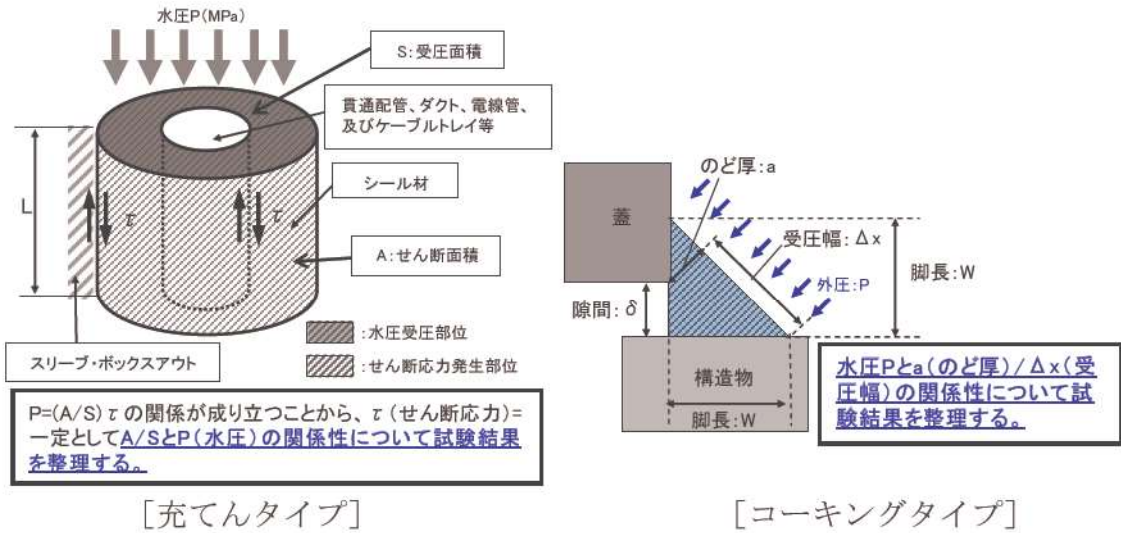 水圧P(MPa)
S:受圧面積
貫通配管、ダクト、電線管、
及びケーブルトレイ等
L
τ
τ
シール材
A:せん断面積
:水圧受圧部位
スリーブ・ボックスアウト
:せん断応力発生部位
P=(A/S)τの関係が成り立つことから、τ(せん断応力)=
一定としてA/SとP(水圧)の関係性について試験結果
を整理する。
[充てんタイプ]
のど厚:a
蓋
受圧幅:Δx
脚長:W
外圧:P
隙間:δ
構造物
脚長:W
水圧Pとa(のど厚)/Δx(受
圧幅)の関係性について試
験結果を整理する。
[コーキングタイプ]